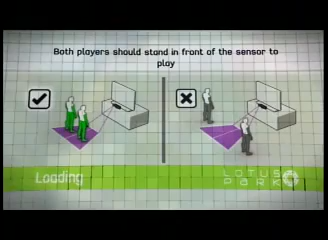 Both players should stand in front of the sensor to
play
Loading
LOTUS
PARK